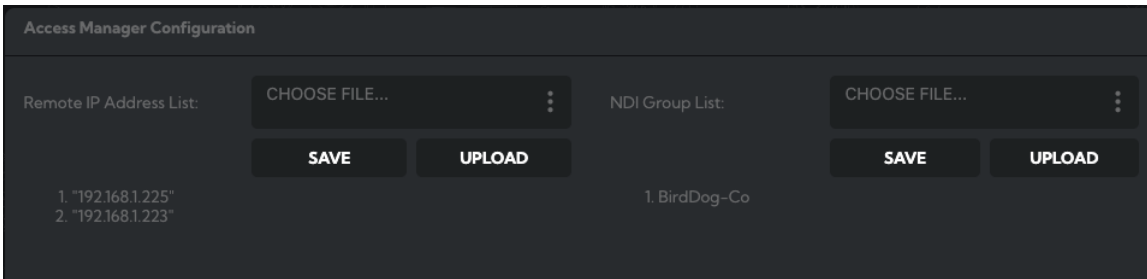 Access Manager Configuration
Remote IP Address List:
CHOOSE FILE...
SAVE
UPLOAD
1. "192.168.1.225"
2. "192.168.1.223"
NDI Group List:
CHOOSE FILE...
SAVE
UPLOAD
1. BirdDog-Co